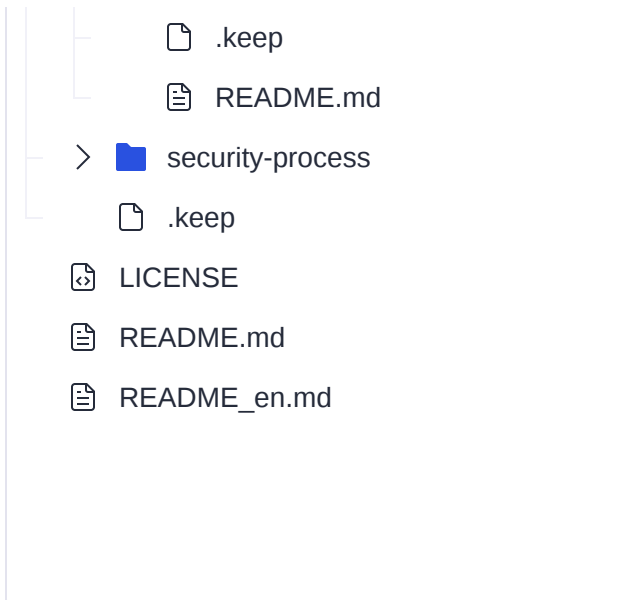 .keep
README.md
security-process
.keep
LICENSE
README.md
README_en.md